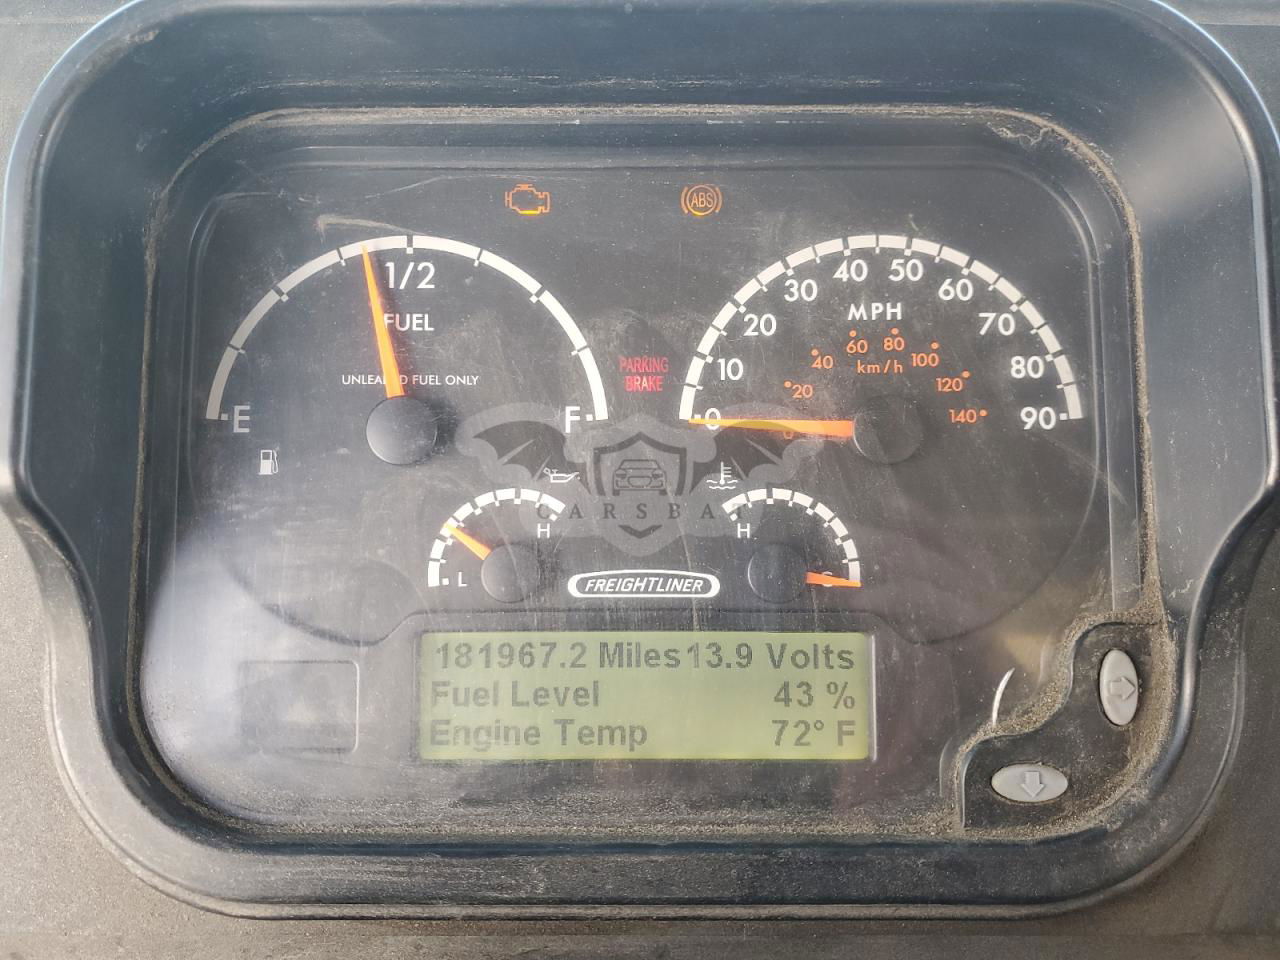 ABS
1/2
FUEL
UNLEADED FUEL ONLY
E
F
PARKING
BRAKE
0
10
20
30
40
50
60
70
80
90
MPH
km/h
0
20
40
60
80
100
120
140
L
H
H
C
CARSBAT
FREIGHTLINER
181967.2 Miles 13.9 Volts
Fuel Level 43 %
Engine Temp 72° F